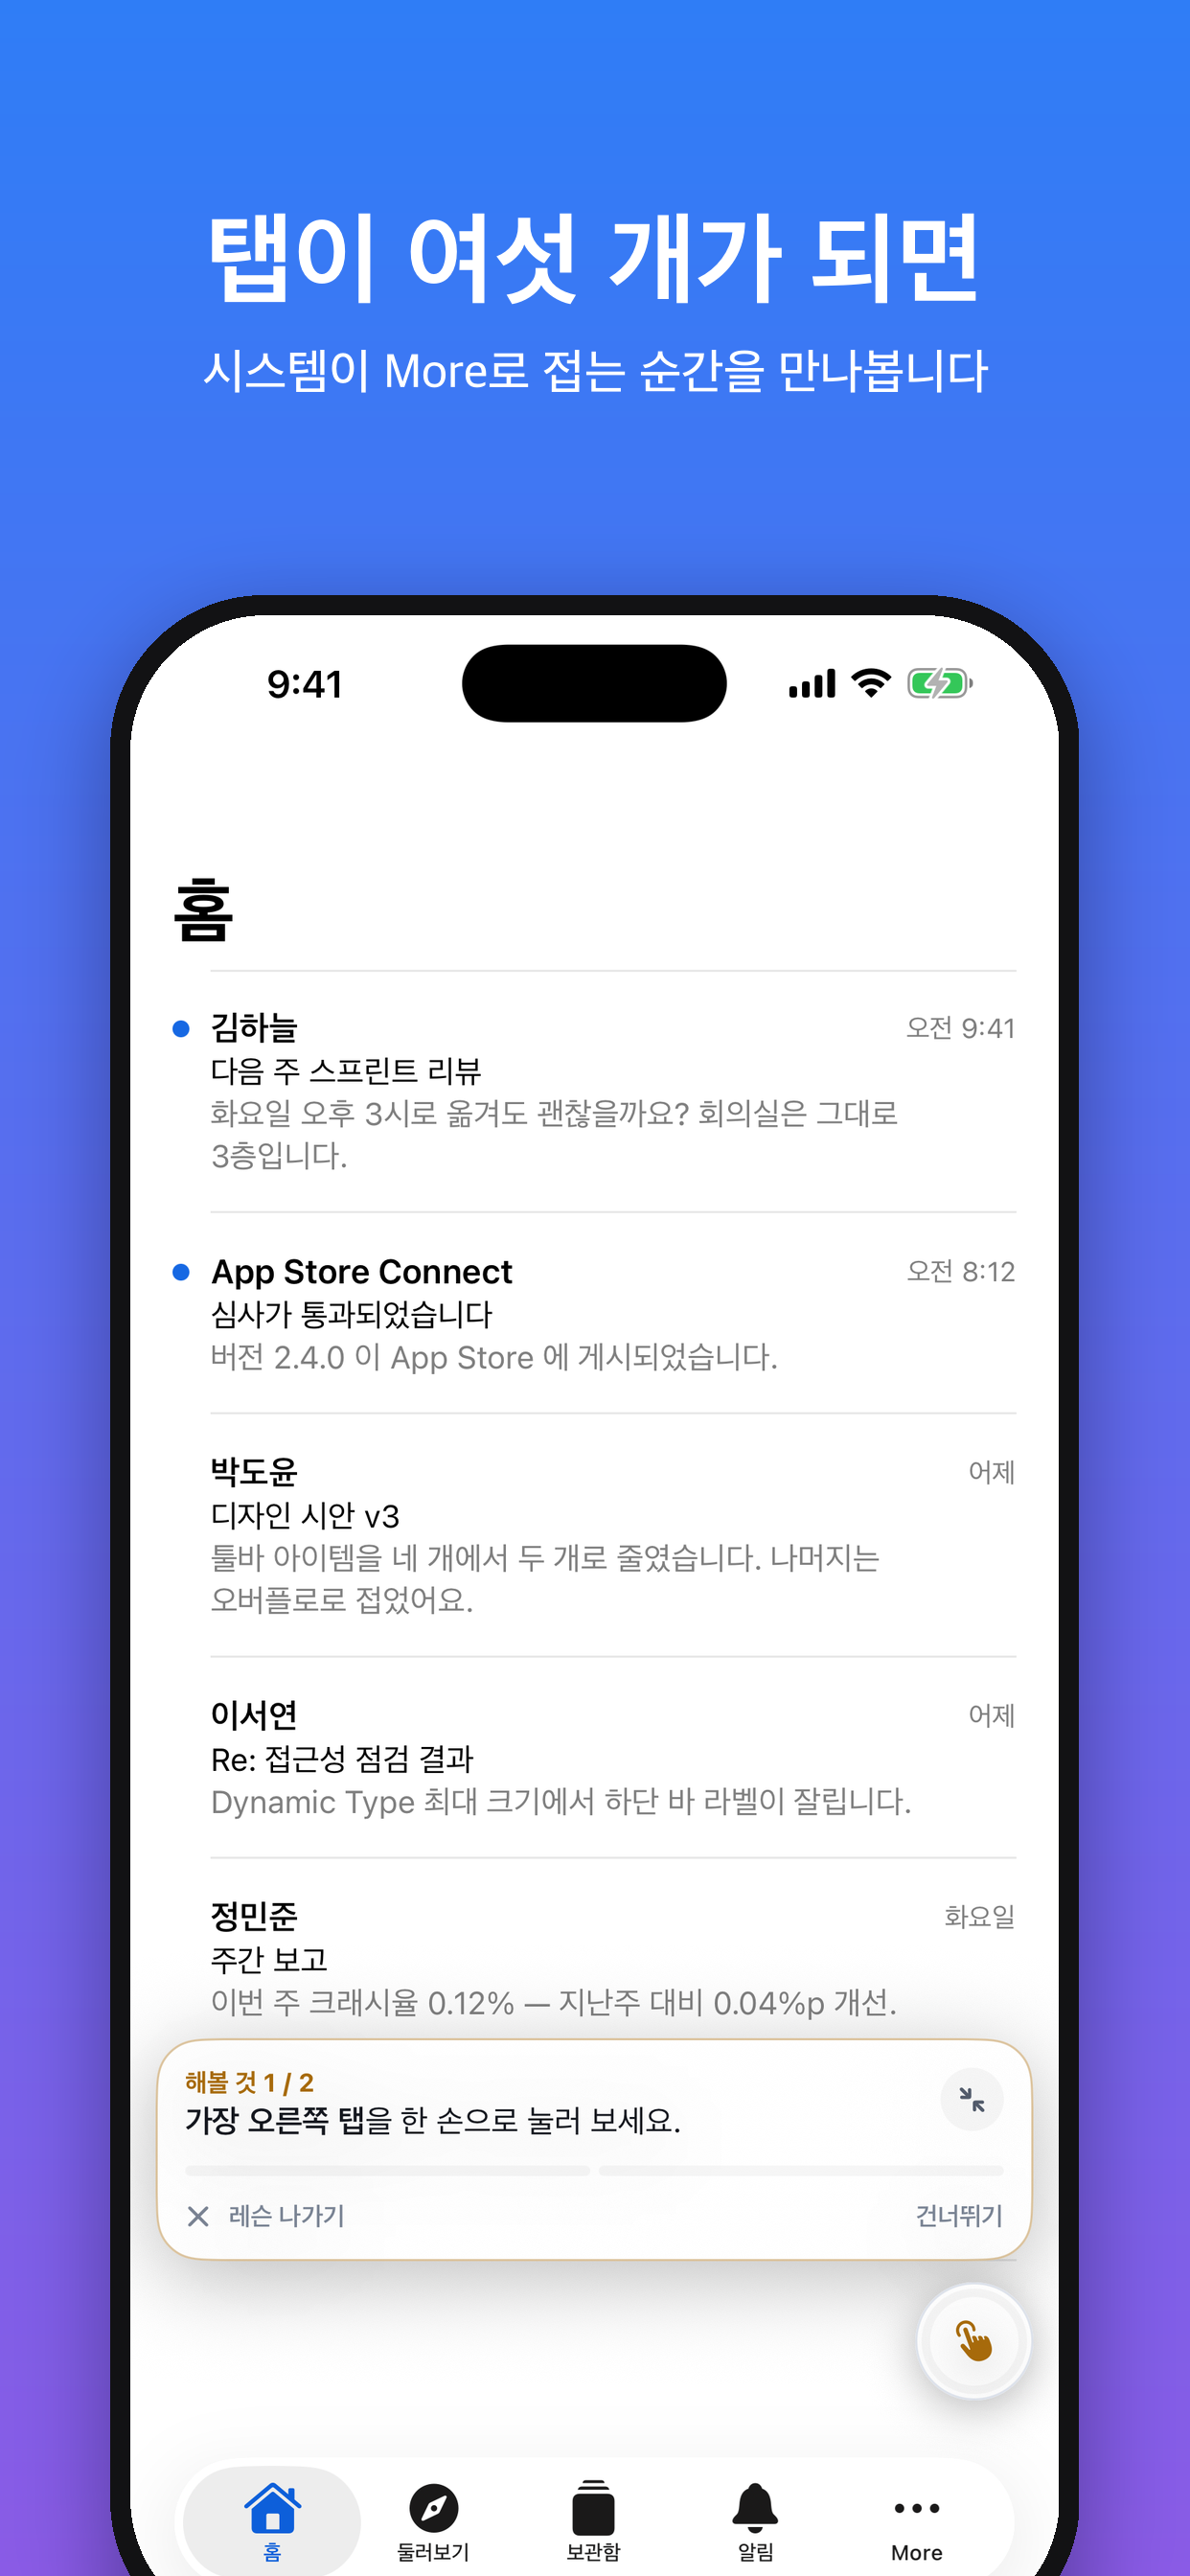 탭이 여섯 개가 되면
시스템이 More로 접는 순간을 만나봅니다
9:41
홈
김하늘
오전 9:41
다음 주 스프린트 리뷰
화요일 오후 3시로 옮겨도 괜찮을까요? 회의실은 그대로
3층입니다.
App Store Connect
오전 8:12
심사가 통과되었습니다
버전 2.4.0 이 App Store 에 게시되었습니다.
박도윤
어제
디자인 시안 v3
툴바 아이템을 네 개에서 두 개로 줄였습니다. 나머지는
오버플로로 접었어요.
이서연
어제
Re: 접근성 점검 결과
Dynamic Type 최대 크기에서 하단 바 라벨이 잘립니다.
정민준
화요일
주간 보고
이번 주 크래시율 0.12% — 지난주 대비 0.04%p 개선.
해볼 것 1 / 2
가장 오른쪽 탭을 한 손으로 눌러 보세요.
레슨 나가기
건너뛰기
홈
둘러보기
보관함
알림
More